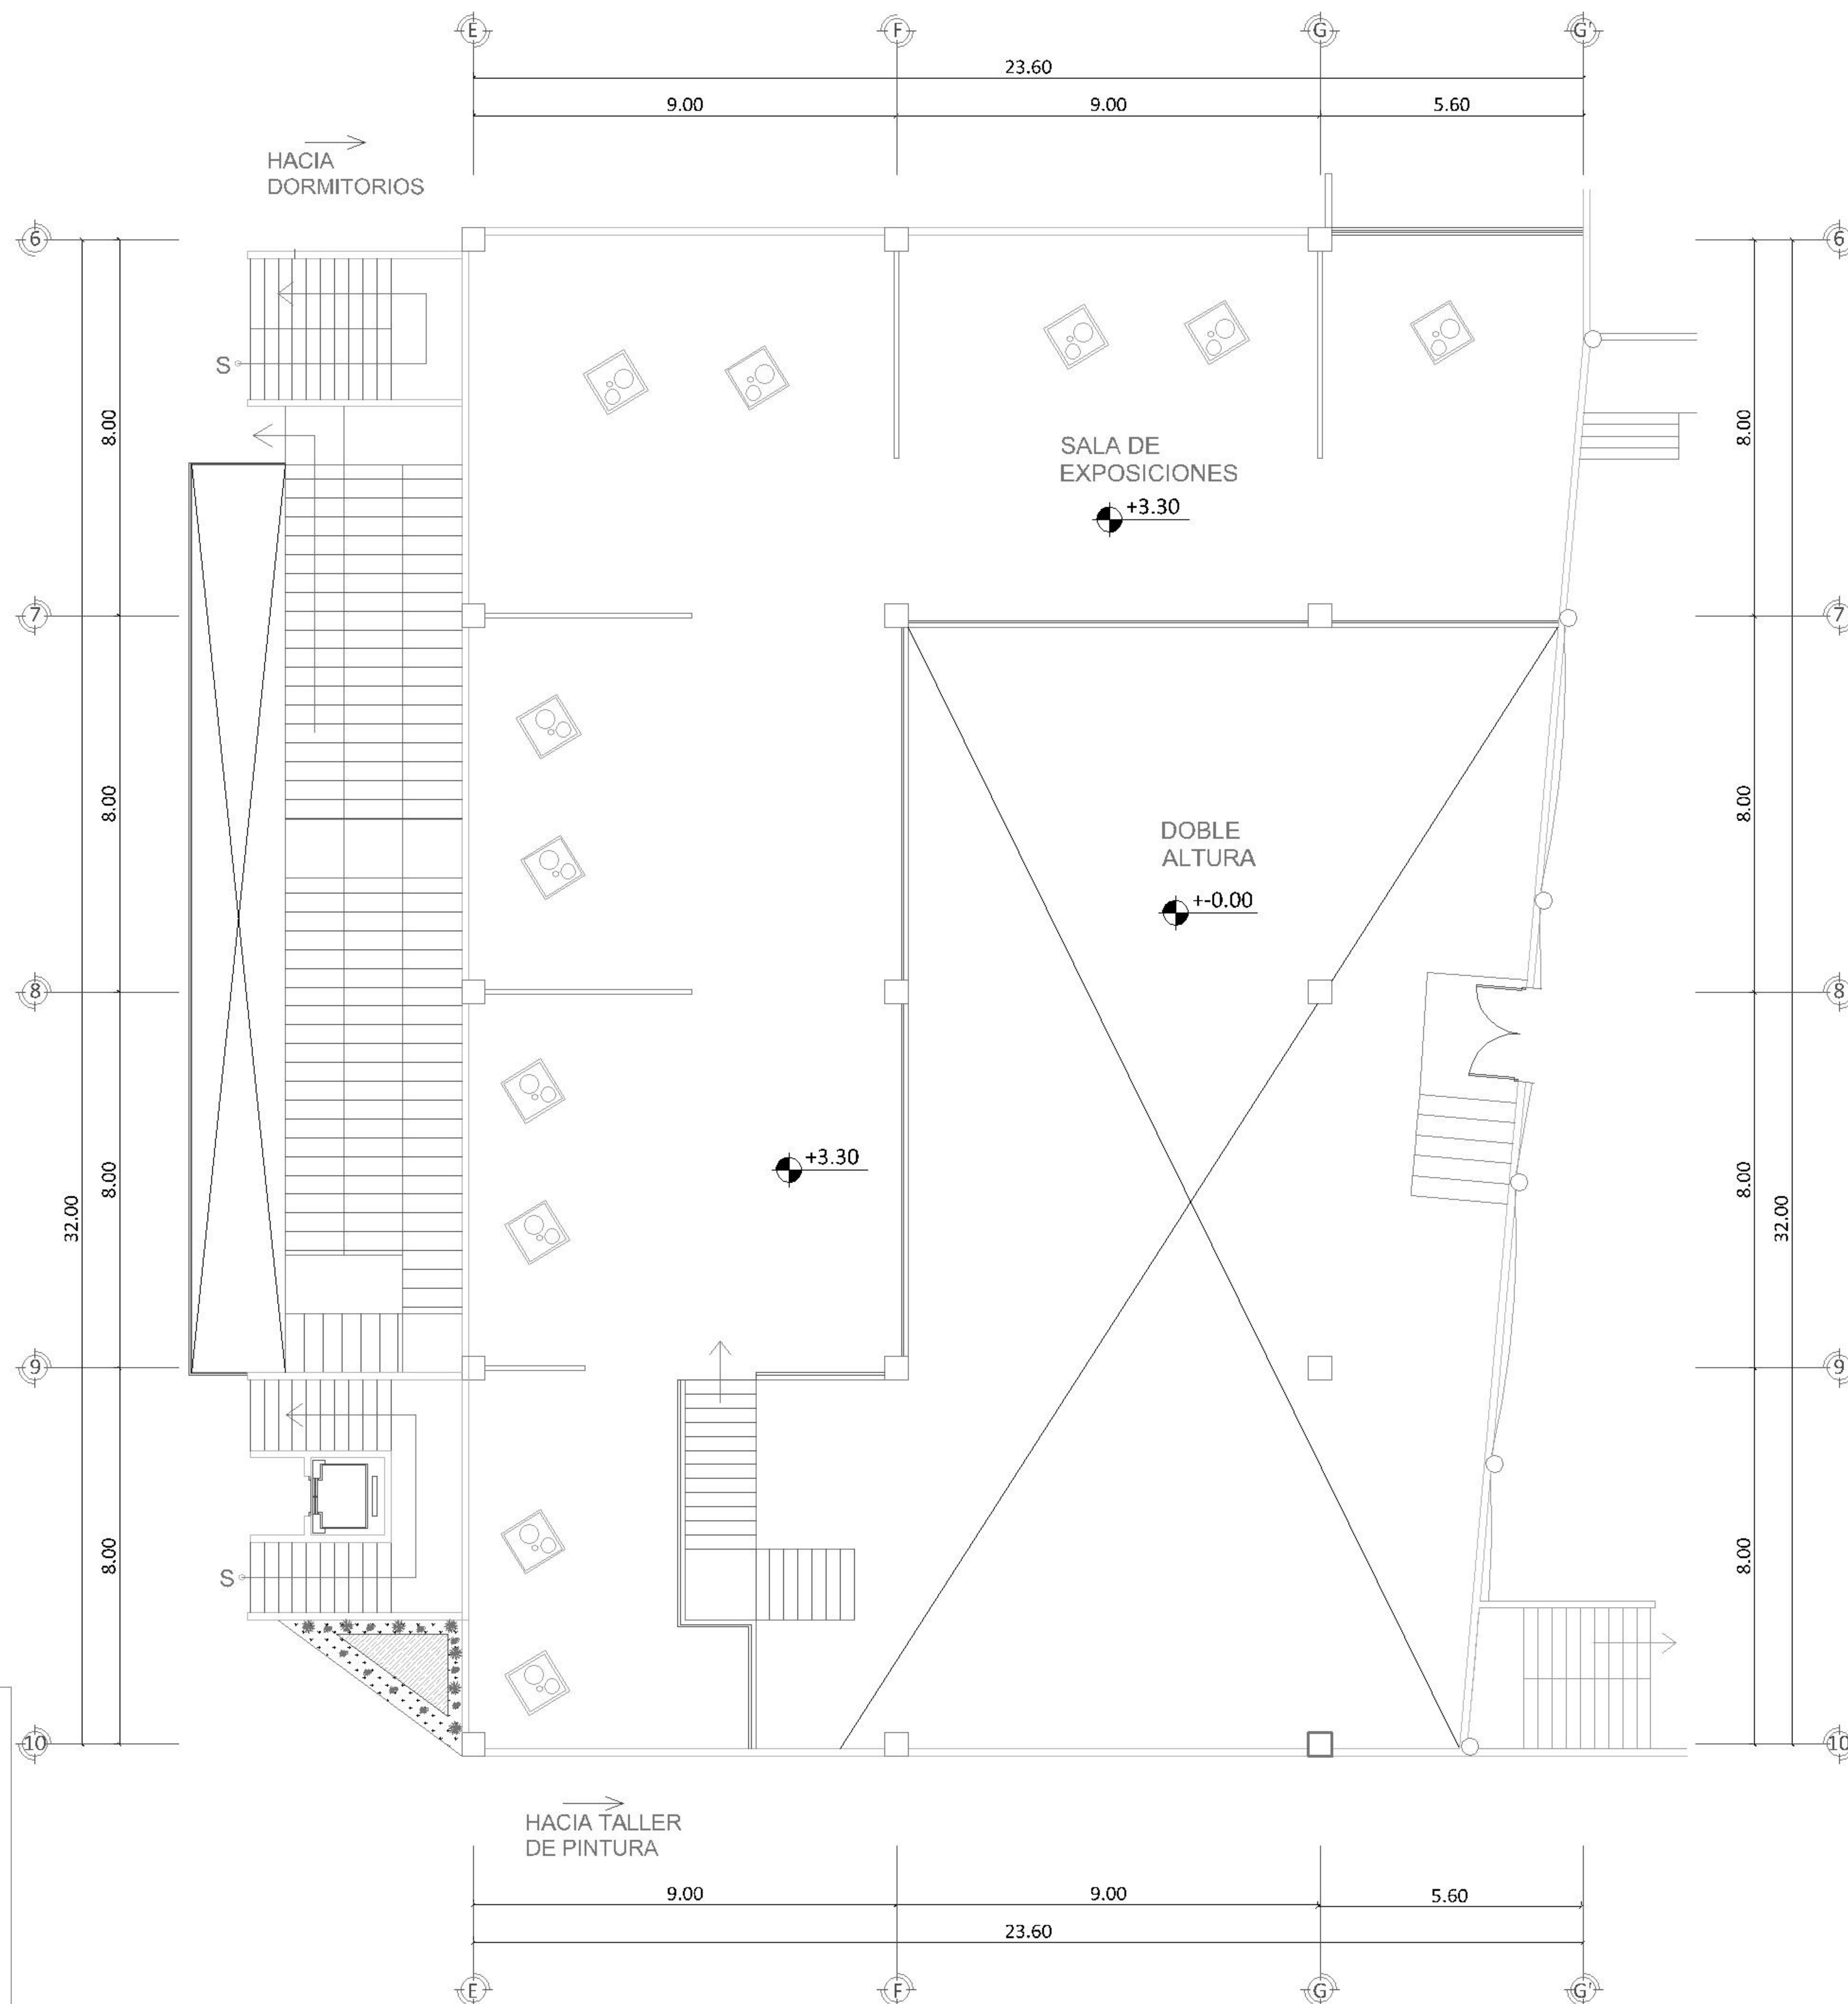 E F G G'
23.60
9.00 9.00 5.60
HACIA
DORMITORIOS
6 6
S
8.00 8.00
SALA DE
EXPOSICIONES
+3.30
7 7
8.00 8.00
DOBLE
ALTURA
+-0.00
8 8
+3.30
8.00 8.00
32.00 32.00
9 9
8.00 8.00
S
10 10
HACIA TALLER
DE PINTURA
9.00 9.00 5.60
23.60
E F G G'